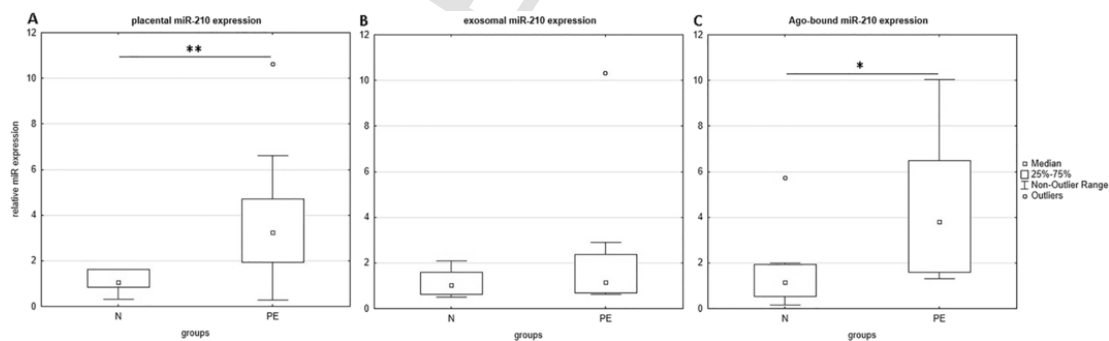 A
placental miR-210 expression
**
12
10
8
6
4
2
0
relative miR expression
N
PE
groups
B
exosomal miR-210 expression
12
10
8
6
4
2
0
N
PE
groups
C
Ago-bound miR-210 expression
*
12
10
8
6
4
2
0
N
PE
groups
Median
25%-75%
Non-Outlier Range
Outliers